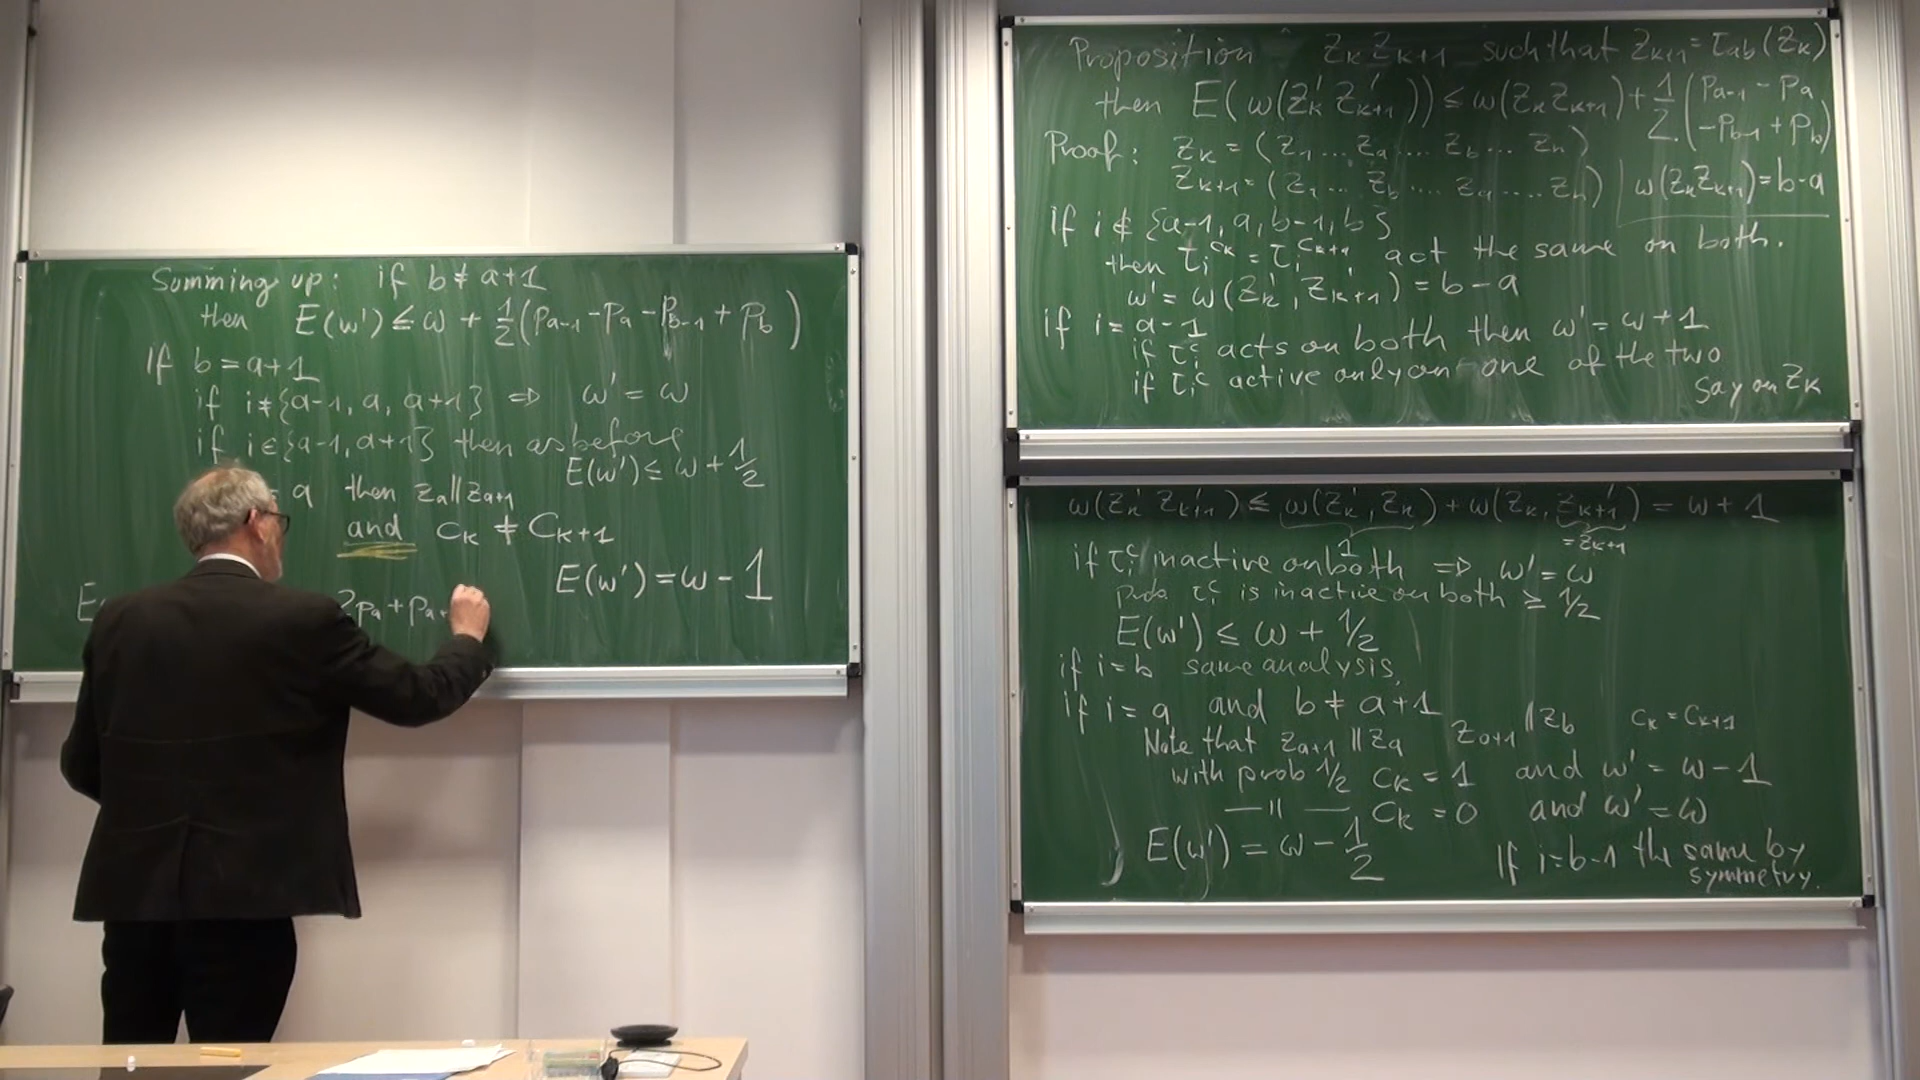 Proposition Z_K Z_{K+1} such that Z_{K+1} = τ_{ab}(Z_K)
then E(ω(Z'_K Z'_{K+1})) ≤ ω(Z_K Z_{K+1}) + 1/2 (P_{a-1} - P_a
- P_{b-1} + P_b)
Proof: Z_K = (Z_1 ... Z_a ... Z_b ... Z_n)
Z_{K+1} = (Z_1 ... Z_b .... Z_a .... Z_n) | ω(Z_K Z_{K+1}) = b-a
if i ∉ {a-1, a, b-1, b}
then τ_i^{C_K} = τ_i^{C_{K+1}} act the same on both.
ω' = ω(Z'_K, Z'_{K+1}) = b-a
if i = a-1
if τ_i^c acts on both then ω' = ω+1
if τ_i^c active only on one of the two
say on Z_K
ω(Z'_K Z'_{K+1}) ≤ ω(Z'_K, Z_K) + ω(Z_K, Z'_{K+1}) = ω+1
1
= Z_{K+1}
if τ_i^c inactive on both => ω' = ω
prob τ_i^c is inactive on both ≥ 1/2
E(ω') ≤ ω + 1/2
if i = b same analysis.
if i = a and b ≠ a+1
Note that Z_{a+1} ∥ Z_a Z_{a+1} ∥ Z_b C_K = C_{K+1}
with prob 1/2 C_K = 1 and ω' = ω-1
— 〃 — C_K = 0 and ω' = ω
E(ω') = ω - 1/2
If i = b-1 the same by
symmetry.
Summing up: if b ≠ a+1
then E(ω') ≤ ω + 1/2 (P_{a-1} - P_a - P_{b-1} + P_b)
If b = a+1
if i ∉ {a-1, a, a+1} => ω' = ω
if i ∈ {a-1, a+1} then as before
E(ω') ≤ ω + 1/2
= a then Z_a ∥ Z_{a+1}
and C_K ≠ C_{K+1}
E(ω') = ω - 1
E
2P_a + P_{a+